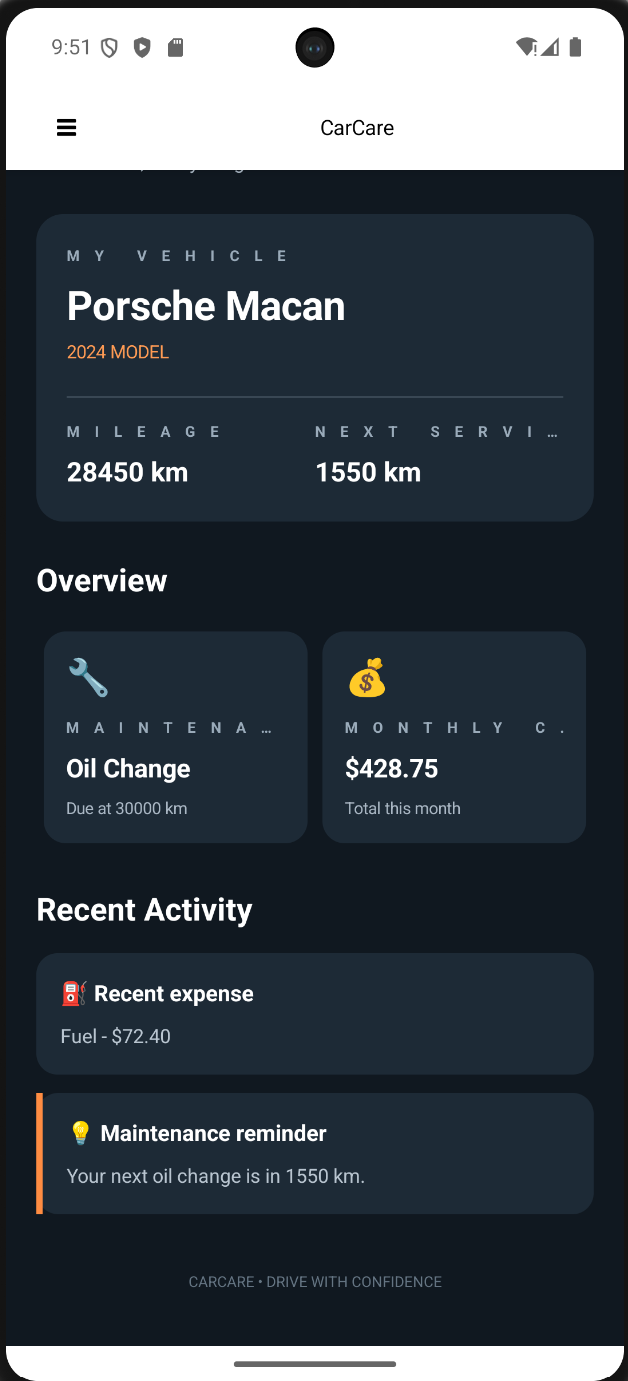 9:51
CarCare
MY VEHICLE
Porsche Macan
2024 MODEL
MILEAGE
NEXT SERVI…
28450 km
1550 km
Overview
MAINTENA…
MONTHLY C.
Oil Change
$428.75
Due at 30000 km
Total this month
Recent Activity
Recent expense
Fuel - $72.40
Maintenance reminder
Your next oil change is in 1550 km.
CARCARE • DRIVE WITH CONFIDENCE